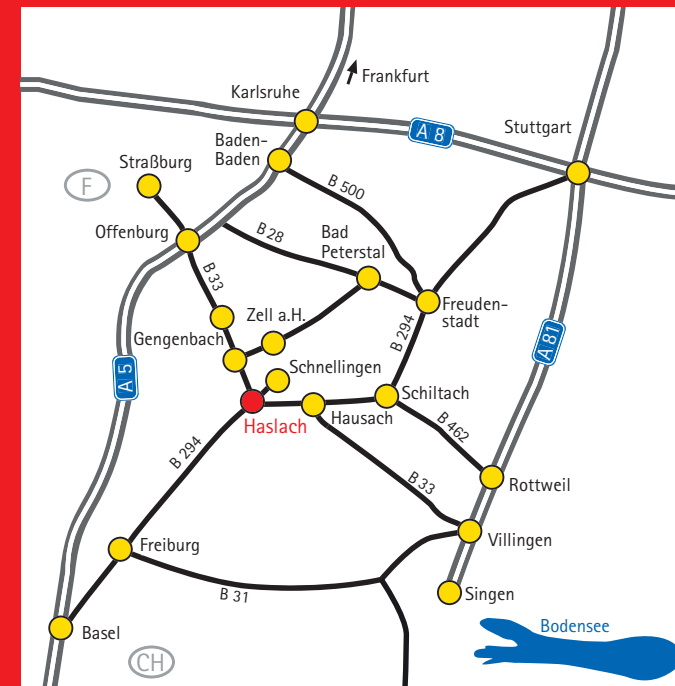 Frankfurt
Karlsruhe
A 8
Stuttgart
Baden-
Baden
Straßburg
F
B 500
Offenburg
B 28
Bad
Peterstal
B 33
Freuden-
stadt
Zell a.H.
Gengenbach
B 294
A 81
Schnellingen
A 5
Schiltach
Haslach
Hausach
B 462
B 294
B 33
Rottweil
Freiburg
Villingen
B 31
Singen
Basel
Bodensee
CH